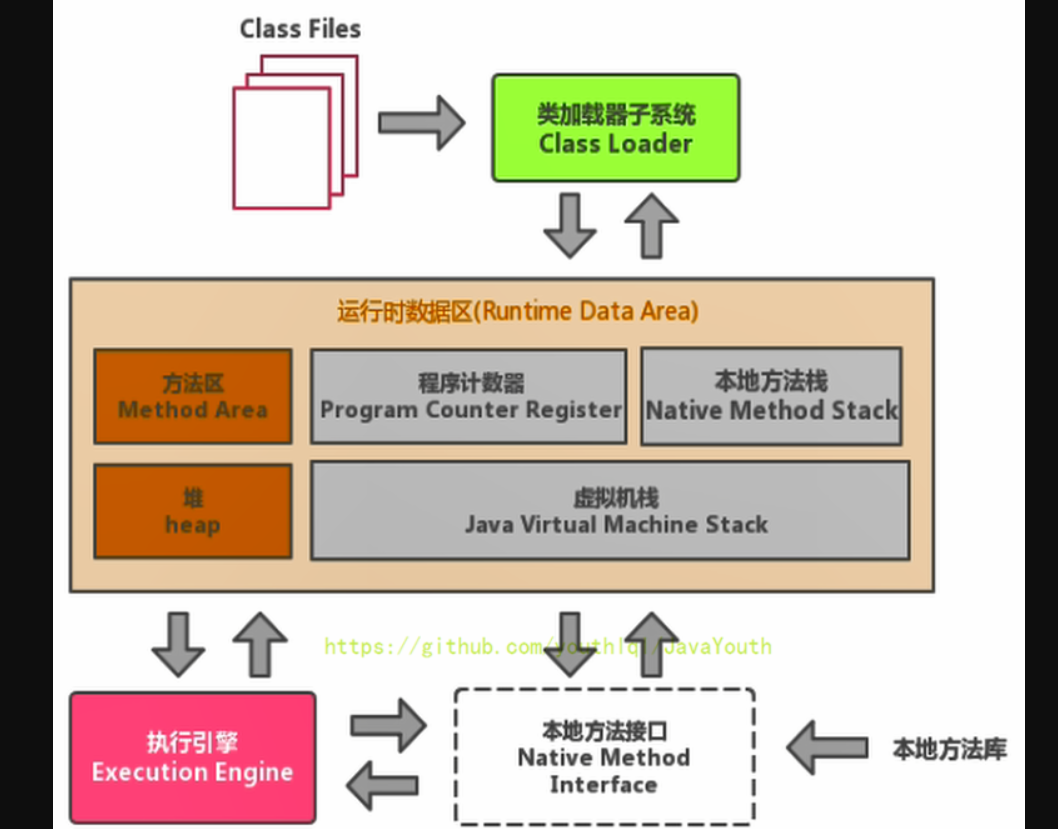 Class Files
类加载器子系统
Class Loader
运行时数据区(Runtime Data Area)
方法区
Method Area
程序计数器
Program Counter Register
本地方法栈
Native Method Stack
堆
heap
虚拟机栈
Java Virtual Machine Stack
https://github.com/youthlql/JavaYouth
执行引擎
Execution Engine
本地方法接口
Native Method
Interface
本地方法库